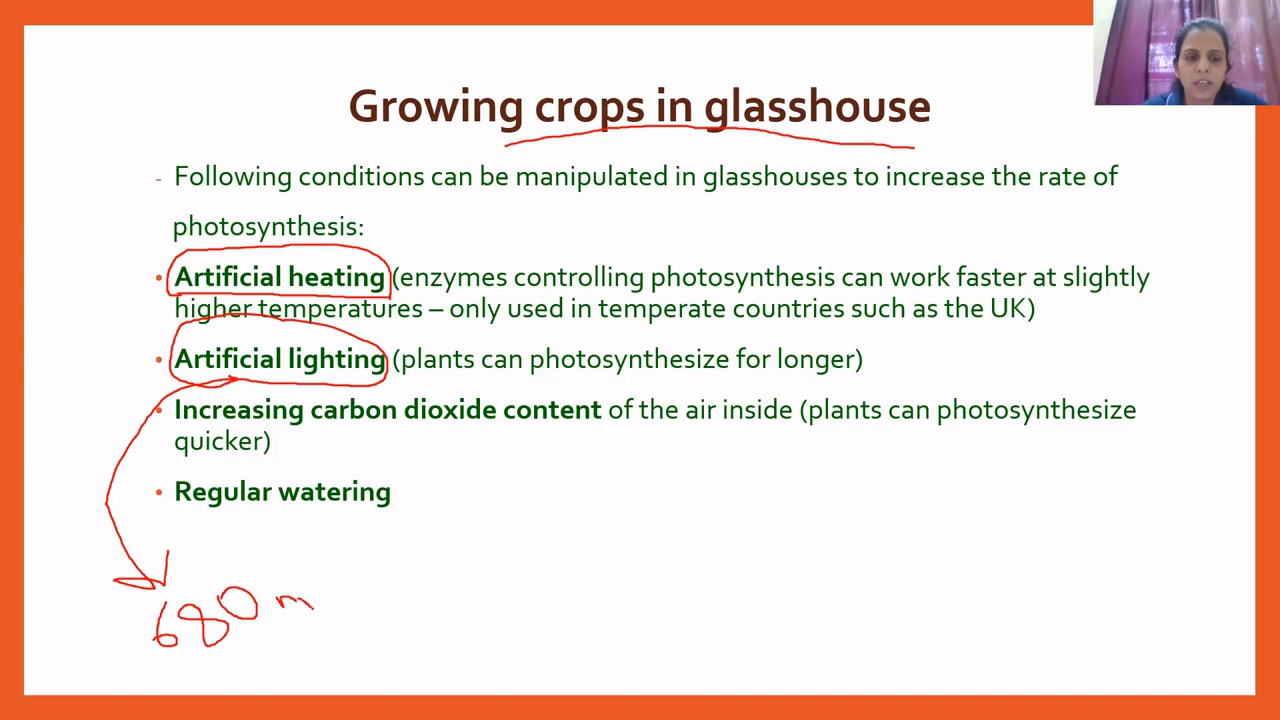 Growing crops in glasshouse
- Following conditions can be manipulated in glasshouses to increase the rate of
photosynthesis:
• Artificial heating (enzymes controlling photosynthesis can work faster at slightly
higher temperatures – only used in temperate countries such as the UK)
• Artificial lighting (plants can photosynthesize for longer)
• Increasing carbon dioxide content of the air inside (plants can photosynthesize
quicker)
• Regular watering
680 m